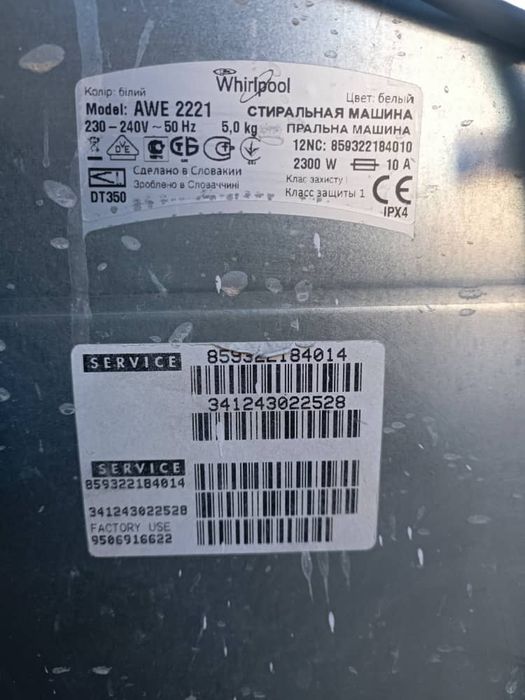 Whirlpool
Колір: білий
Цвет: белый
Model: AWE 2221
СТИРАЛЬНАЯ МАШИНА
230-240V ~ 50 Hz 5,0 kg
ПРАЛЬНА МАШИНА
12NC: 859322184010
2300 W 10 A
Сделано в Словакии
Зроблено в Словаччині
DT350
Клас захисту I
Класс защиты 1
CE
IPX4
SERVICE
859322184014
341243022528
SERVICE
859322184014
341243022528
FACTORY USE
9506916622